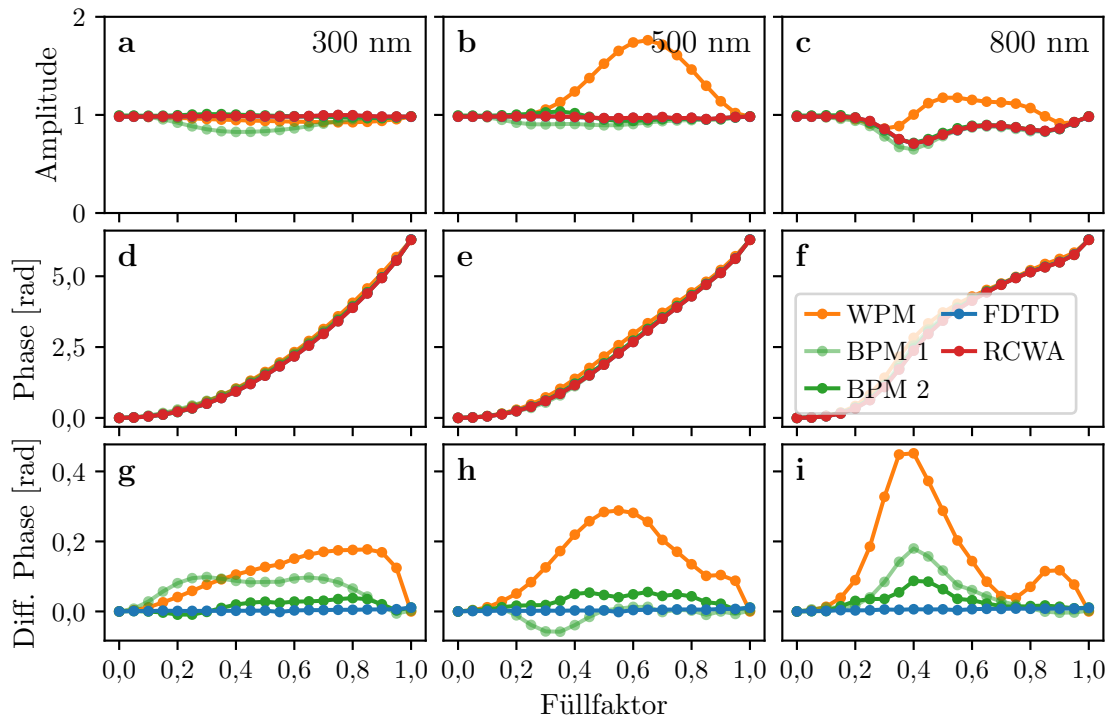 2
a 300 nm b 500 nm c 800 nm
Amplitude
1
0
d e f
Phase [rad]
5,0
2,5
0,0
WPM FDTD
BPM 1 RCWA
BPM 2
g h i
Diff. Phase [rad]
0,4
0,2
0,0
0,0 0,2 0,4 0,6 0,8 1,0 0,0 0,2 0,4 0,6 0,8 1,0 0,0 0,2 0,4 0,6 0,8 1,0
Füllfaktor